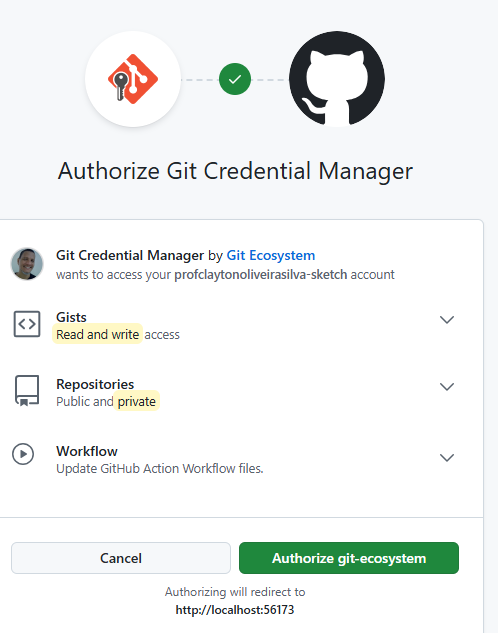 Authorize Git Credential Manager
Git Credential Manager by Git Ecosystem
wants to access your profclaytonoliveirasilva-sketch account
Gists
Read and write access
Repositories
Public and private
Workflow
Update GitHub Action Workflow files.
Cancel
Authorize git-ecosystem
Authorizing will redirect to
http://localhost:56173